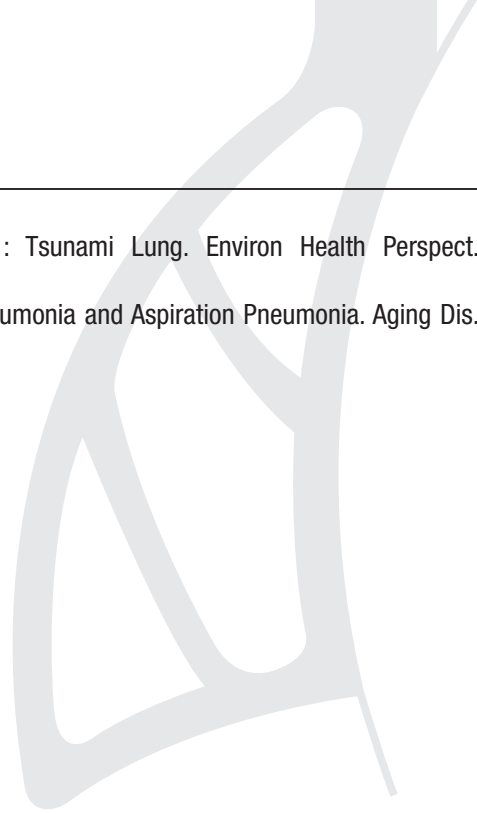 : Tsunami Lung. Environ Health Perspect.
umonia and Aspiration Pneumonia. Aging Dis.